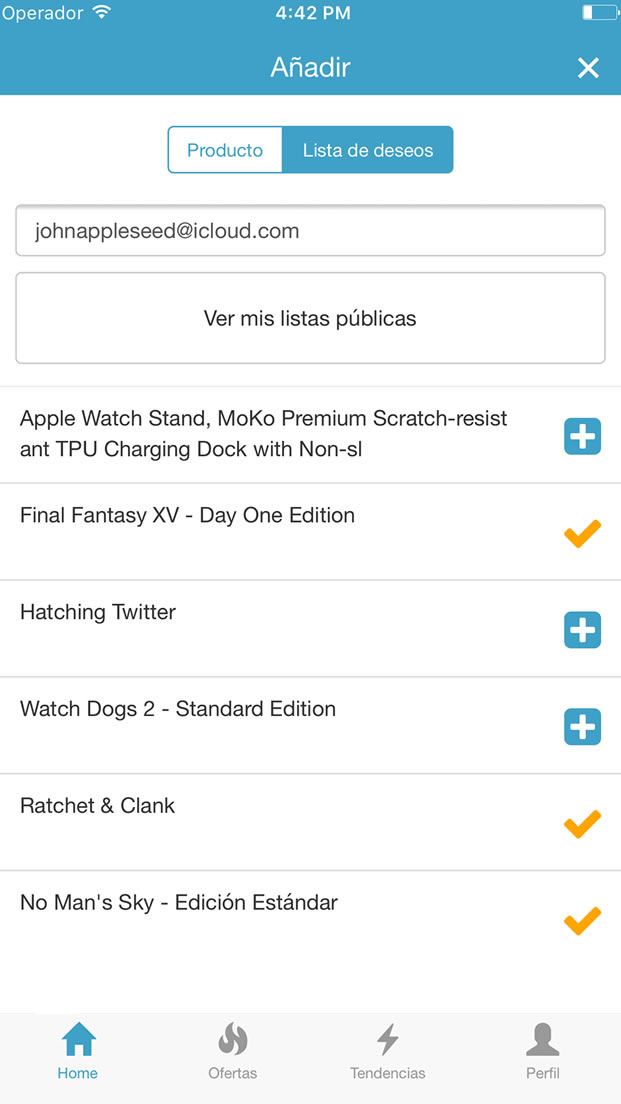 Operador 4:42 PM
Añadir
Producto Lista de deseos
johnappleseed@icloud.com
Ver mis listas públicas
Apple Watch Stand, MoKo Premium Scratch-resist
ant TPU Charging Dock with Non-sl
Final Fantasy XV - Day One Edition
Hatching Twitter
Watch Dogs 2 - Standard Edition
Ratchet & Clank
No Man's Sky - Edición Estándar
Home Ofertas Tendencias Perfil